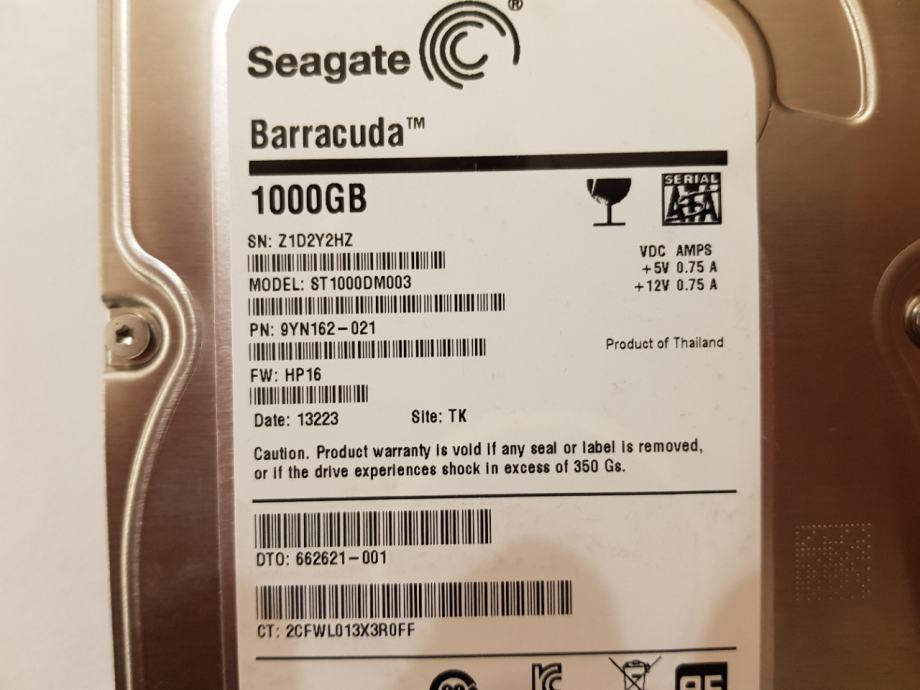 Seagate ®
Barracuda™
1000GB
SERIAL
SATA
SN: Z1D2Y2HZ
VDC AMPS
+5V 0.75 A
+12V 0.75 A
MODEL: ST1000DM003
PN: 9YN162-021
Product of Thailand
FW: HP16
Date: 13223 Site: TK
Caution. Product warranty is void if any seal or label is removed,
or if the drive experiences shock in excess of 350 Gs.
DTO: 662621-001
CT: 2CFWL013X3R0FF